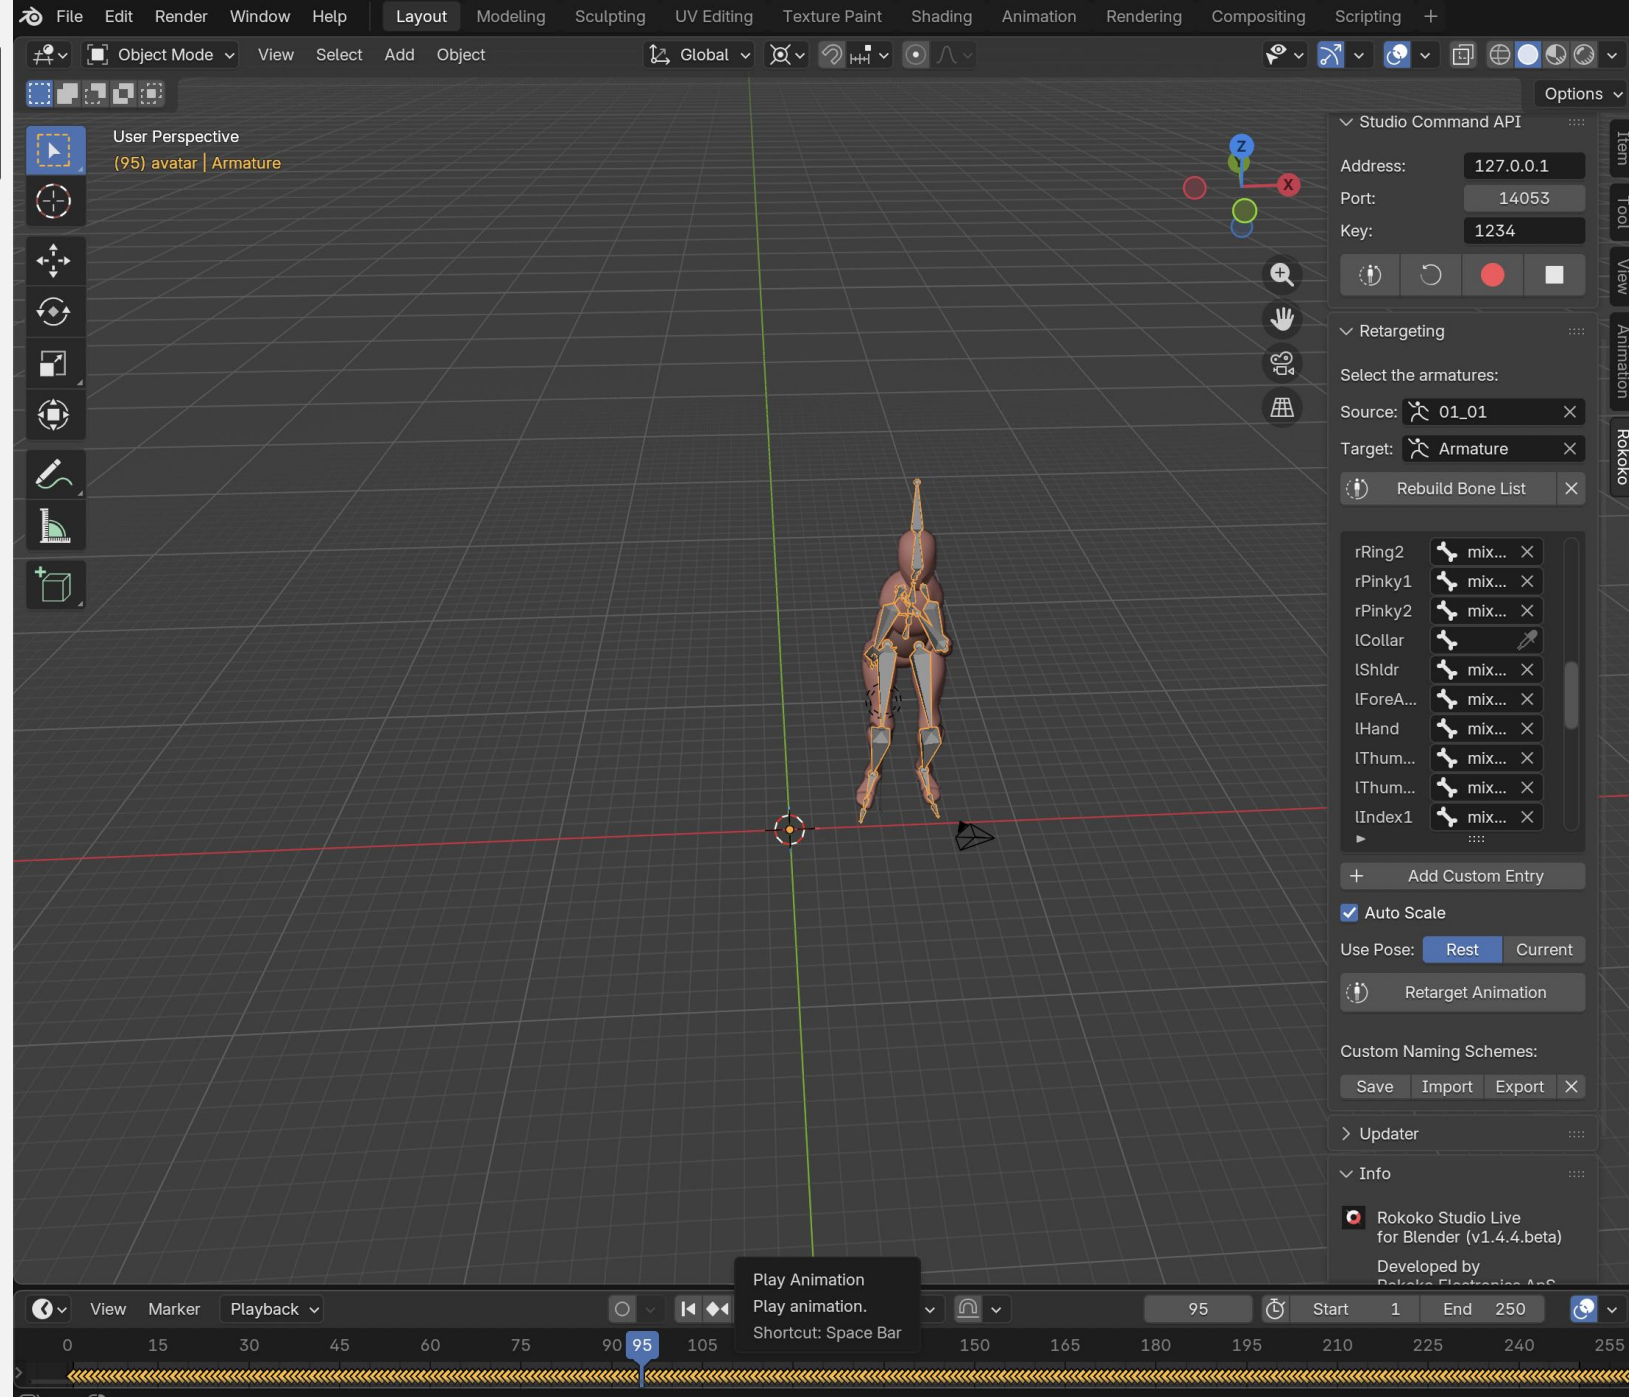 File Edit Render Window Help Layout Modeling Sculpting UV Editing Texture Paint Shading Animation Rendering Compositing Scripting +
Object Mode View Select Add Object Global
Options
User Perspective
(95) avatar | Armature
Z
X
Studio Command API
Address: 127.0.0.1
Port: 14053
Key: 1234
Retargeting
Select the armatures:
Source: 01_01
Target: Armature
Rebuild Bone List
rRing2 mix...
rPinky1 mix...
rPinky2 mix...
lCollar
lShldr mix...
lForeA... mix...
lHand mix...
lThum... mix...
lThum... mix...
lIndex1 mix...
Add Custom Entry
Auto Scale
Use Pose: Rest Current
Retarget Animation
Custom Naming Schemes:
Save Import Export
Updater
Info
Rokoko Studio Live
for Blender (v1.4.4.beta)
Developed by
Rokoko Electronics ApS
Item
Tool
View
Animation
Rokoko
Play Animation
Play animation.
Shortcut: Space Bar
View Marker Playback 95 Start 1 End 250
0 15 30 45 60 75 90 95 105 150 165 180 195 210 225 240 255